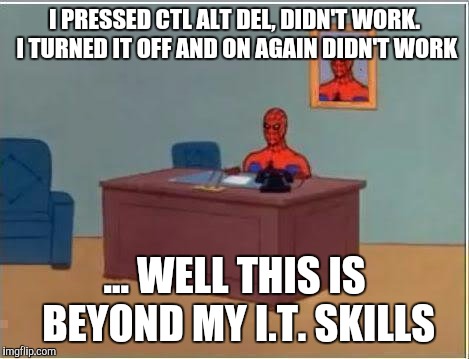 I PRESSED CTL ALT DEL, DIDN'T WORK.
I TURNED IT OFF AND ON AGAIN DIDN'T WORK
... WELL THIS IS
BEYOND MY I.T. SKILLS
imgflip.com